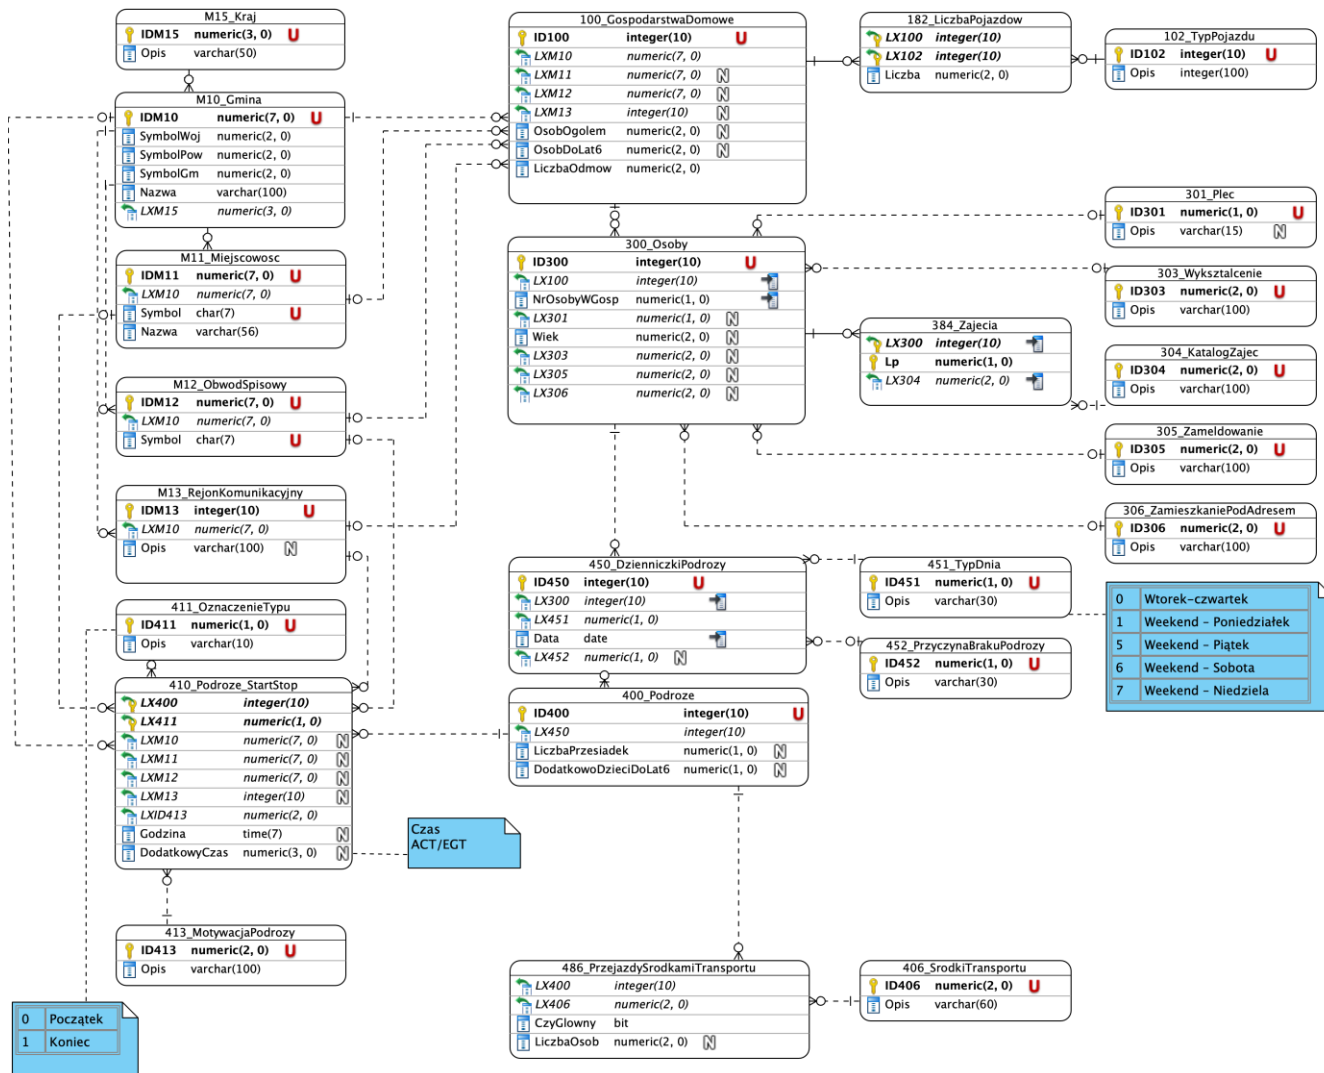 M15_Kraj
IDM15 numeric(3, 0) U
Opis varchar(50)
M10_Gmina
IDM10 numeric(7, 0) U
SymbolWoj numeric(2, 0)
SymbolPow numeric(2, 0)
SymbolGm numeric(2, 0)
Nazwa varchar(100)
LXM15 numeric(3, 0)
M11_Miejscowosc
IDM11 numeric(7, 0) U
LXM10 numeric(7, 0)
Symbol char(7) U
Nazwa varchar(56)
M12_ObwodSpisowy
IDM12 numeric(7, 0) U
LXM10 numeric(7, 0)
Symbol char(7) U
M13_RejonKomunikacyjny
IDM13 integer(10) U
LXM10 numeric(7, 0)
Opis varchar(100) N
411_OznaczenieTypu
ID411 numeric(1, 0) U
Opis varchar(10)
410_Podroze_StartStop
LX400 integer(10)
LX411 numeric(1, 0)
LXM10 numeric(7, 0) N
LXM11 numeric(7, 0) N
LXM12 numeric(7, 0) N
LXM13 integer(10) N
LXID413 numeric(2, 0)
Godzina time(7) N
DodatkowyCzas numeric(3, 0) N
413_MotywacjaPodrozy
ID413 numeric(2, 0) U
Opis varchar(100)
0 Początek
1 Koniec
Czas
ACT/EGT
100_GospodarstwaDomowe
ID100 integer(10) U
LXM10 numeric(7, 0)
LXM11 numeric(7, 0) N
LXM12 numeric(7, 0) N
LXM13 integer(10) N
OsobOgolem numeric(2, 0) N
OsobDoLat6 numeric(2, 0) N
LiczbaOdmow numeric(2, 0)
300_Osoby
ID300 integer(10) U
LX100 integer(10)
NrOsobyWGosp numeric(1, 0)
LX301 numeric(1, 0) N
Wiek numeric(2, 0) N
LX303 numeric(2, 0) N
LX305 numeric(2, 0) N
LX306 numeric(2, 0) N
450_DzienniczkiPodrozy
ID450 integer(10) U
LX300 integer(10)
LX451 numeric(1, 0)
Data date
LX452 numeric(1, 0) N
400_Podroze
ID400 integer(10) U
LX450 integer(10)
LiczbaPrzesiadek numeric(1, 0) N
DodatkowoDzieciDoLat6 numeric(1, 0) N
486_PrzejazdySrodkamiTransportu
LX400 integer(10)
LX406 numeric(2, 0)
CzyGlowny bit
LiczbaOsob numeric(2, 0) N
182_LiczbaPojazdow
LX100 integer(10)
LX102 integer(10)
Liczba numeric(2, 0)
102_TypPojazdu
ID102 integer(10) U
Opis integer(100)
301_Plec
ID301 numeric(1, 0) U
Opis varchar(15) N
303_Wyksztalcenie
ID303 numeric(2, 0) U
Opis varchar(100)
384_Zajecia
LX300 integer(10)
Lp numeric(1, 0)
LX304 numeric(2, 0)
304_KatalogZajec
ID304 numeric(2, 0) U
Opis varchar(100)
305_Zameldowanie
ID305 numeric(2, 0) U
Opis varchar(100)
306_ZamieszkaniePodAdresem
ID306 numeric(2, 0) U
Opis varchar(100)
451_TypDnia
ID451 numeric(1, 0) U
Opis varchar(30)
452_PrzyczynaBrakuPodrozy
ID452 numeric(1, 0) U
Opis varchar(30)
0 Wtorek-czwartek
1 Weekend - Poniedziałek
5 Weekend - Piątek
6 Weekend - Sobota
7 Weekend - Niedziela
406_SrodkiTransportu
ID406 numeric(2, 0) U
Opis varchar(60)